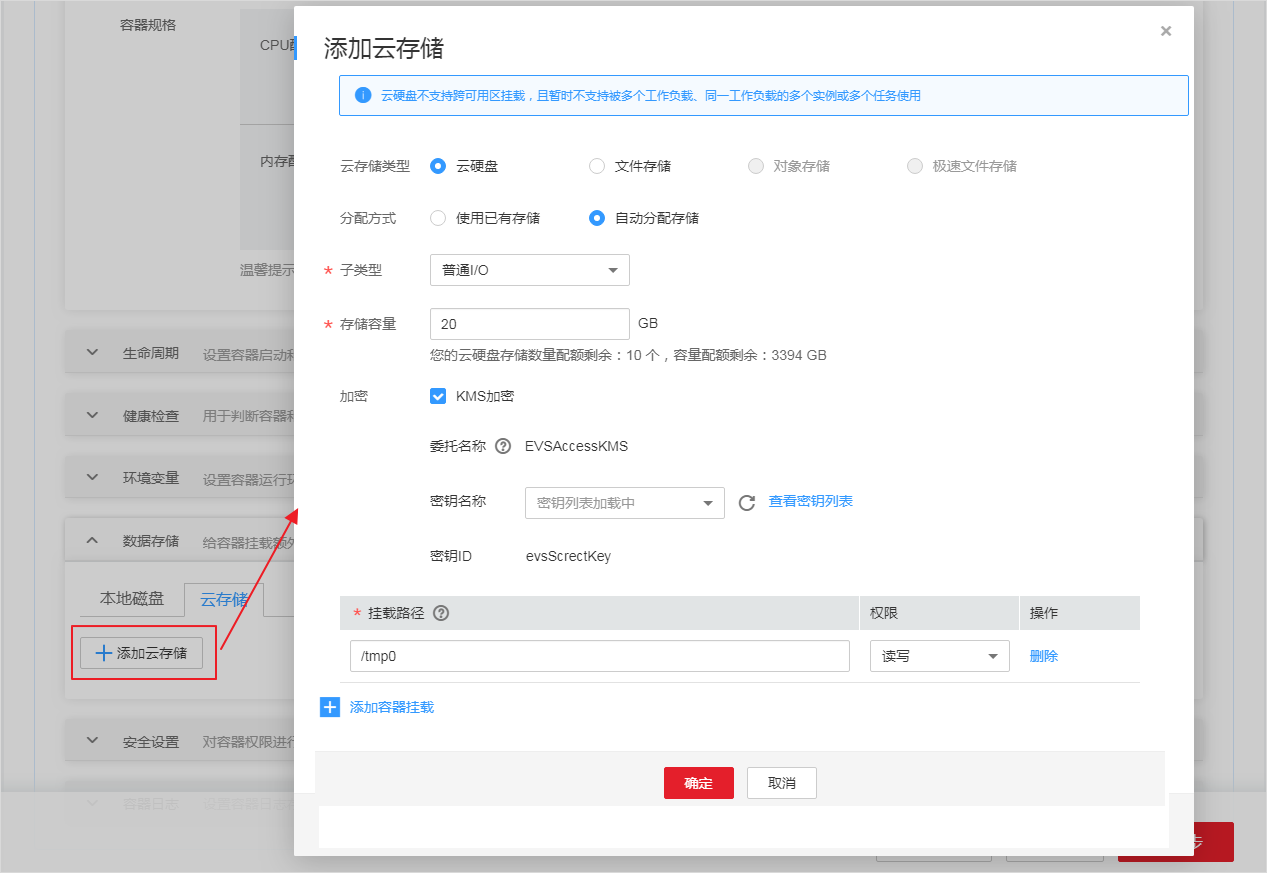 容器规格
CPU配
内存配
温馨提示
生命周期 设置容器启动和
健康检查 用于判断容器和
环境变量 设置容器运行环
数据存储 给容器挂载额外
本地磁盘 云存储
添加云存储
安全设置 对容器权限进行
容器日志 设置容器日志
添加云存储
云硬盘不支持跨可用区挂载，且暂时不支持被多个工作负载、同一工作负载的多个实例或多个任务使用
云存储类型 云硬盘 文件存储 对象存储 极速文件存储
分配方式 使用已有存储 自动分配存储
* 子类型 普通I/O
* 存储容量 20 GB
您的云硬盘存储数量配额剩余：10 个，容量配额剩余：3394 GB
加密 KMS加密
委托名称 ? EVSAccessKMS
密钥名称 密钥列表加载中 查看密钥列表
密钥ID evsScrectKey
* 挂载路径 ? 权限 操作
/tmp0 读写 删除
添加容器挂载
确定 取消
步